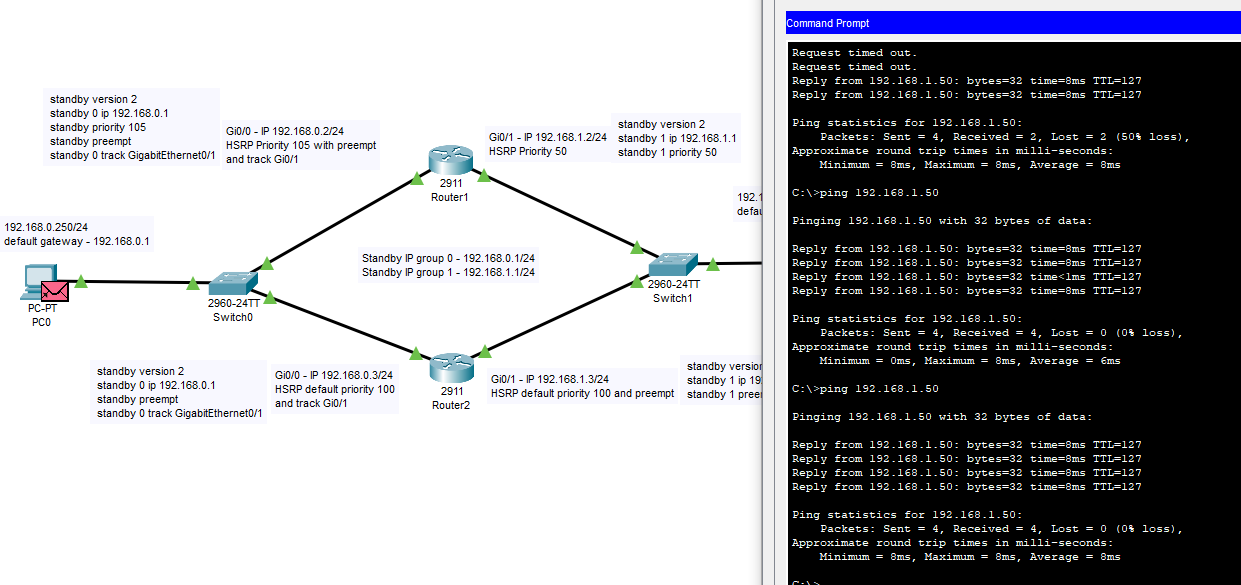 standby version 2
standby 0 ip 192.168.0.1
standby priority 105
standby preempt
standby 0 track GigabitEthernet0/1
Gi0/0 - IP 192.168.0.2/24
HSRP Priority 105 with preempt
and track Gi0/1
Gi0/1 - IP 192.168.1.2/24
HSRP Priority 50
standby version 2
standby 1 ip 192.168.1.1
standby 1 priority 50
2911
Router1
192.1
defau
192.168.0.250/24
default gateway - 192.168.0.1
Standby IP group 0 - 192.168.0.1/24
Standby IP group 1 - 192.168.1.1/24
PC-PT
PC0
2960-24TT
Switch0
2960-24TT
Switch1
standby version 2
standby 0 ip 192.168.0.1
standby preempt
standby 0 track GigabitEthernet0/1
Gi0/0 - IP 192.168.0.3/24
HSRP default priority 100
and track Gi0/1
2911
Router2
Gi0/1 - IP 192.168.1.3/24
HSRP default priority 100 and preempt
standby version
standby 1 ip 19
standby 1 pree
Command Prompt
Request timed out.
Request timed out.
Reply from 192.168.1.50: bytes=32 time=8ms TTL=127
Reply from 192.168.1.50: bytes=32 time=8ms TTL=127
Ping statistics for 192.168.1.50:
Packets: Sent = 4, Received = 2, Lost = 2 (50% loss),
Approximate round trip times in milli-seconds:
Minimum = 8ms, Maximum = 8ms, Average = 8ms
C:\>ping 192.168.1.50
Pinging 192.168.1.50 with 32 bytes of data:
Reply from 192.168.1.50: bytes=32 time=8ms TTL=127
Reply from 192.168.1.50: bytes=32 time=8ms TTL=127
Reply from 192.168.1.50: bytes=32 time<1ms TTL=127
Reply from 192.168.1.50: bytes=32 time=8ms TTL=127
Ping statistics for 192.168.1.50:
Packets: Sent = 4, Received = 4, Lost = 0 (0% loss),
Approximate round trip times in milli-seconds:
Minimum = 0ms, Maximum = 8ms, Average = 6ms
C:\>ping 192.168.1.50
Pinging 192.168.1.50 with 32 bytes of data:
Reply from 192.168.1.50: bytes=32 time=8ms TTL=127
Reply from 192.168.1.50: bytes=32 time=8ms TTL=127
Reply from 192.168.1.50: bytes=32 time=8ms TTL=127
Reply from 192.168.1.50: bytes=32 time=8ms TTL=127
Ping statistics for 192.168.1.50:
Packets: Sent = 4, Received = 4, Lost = 0 (0% loss),
Approximate round trip times in milli-seconds:
Minimum = 8ms, Maximum = 8ms, Average = 8ms
C:\>